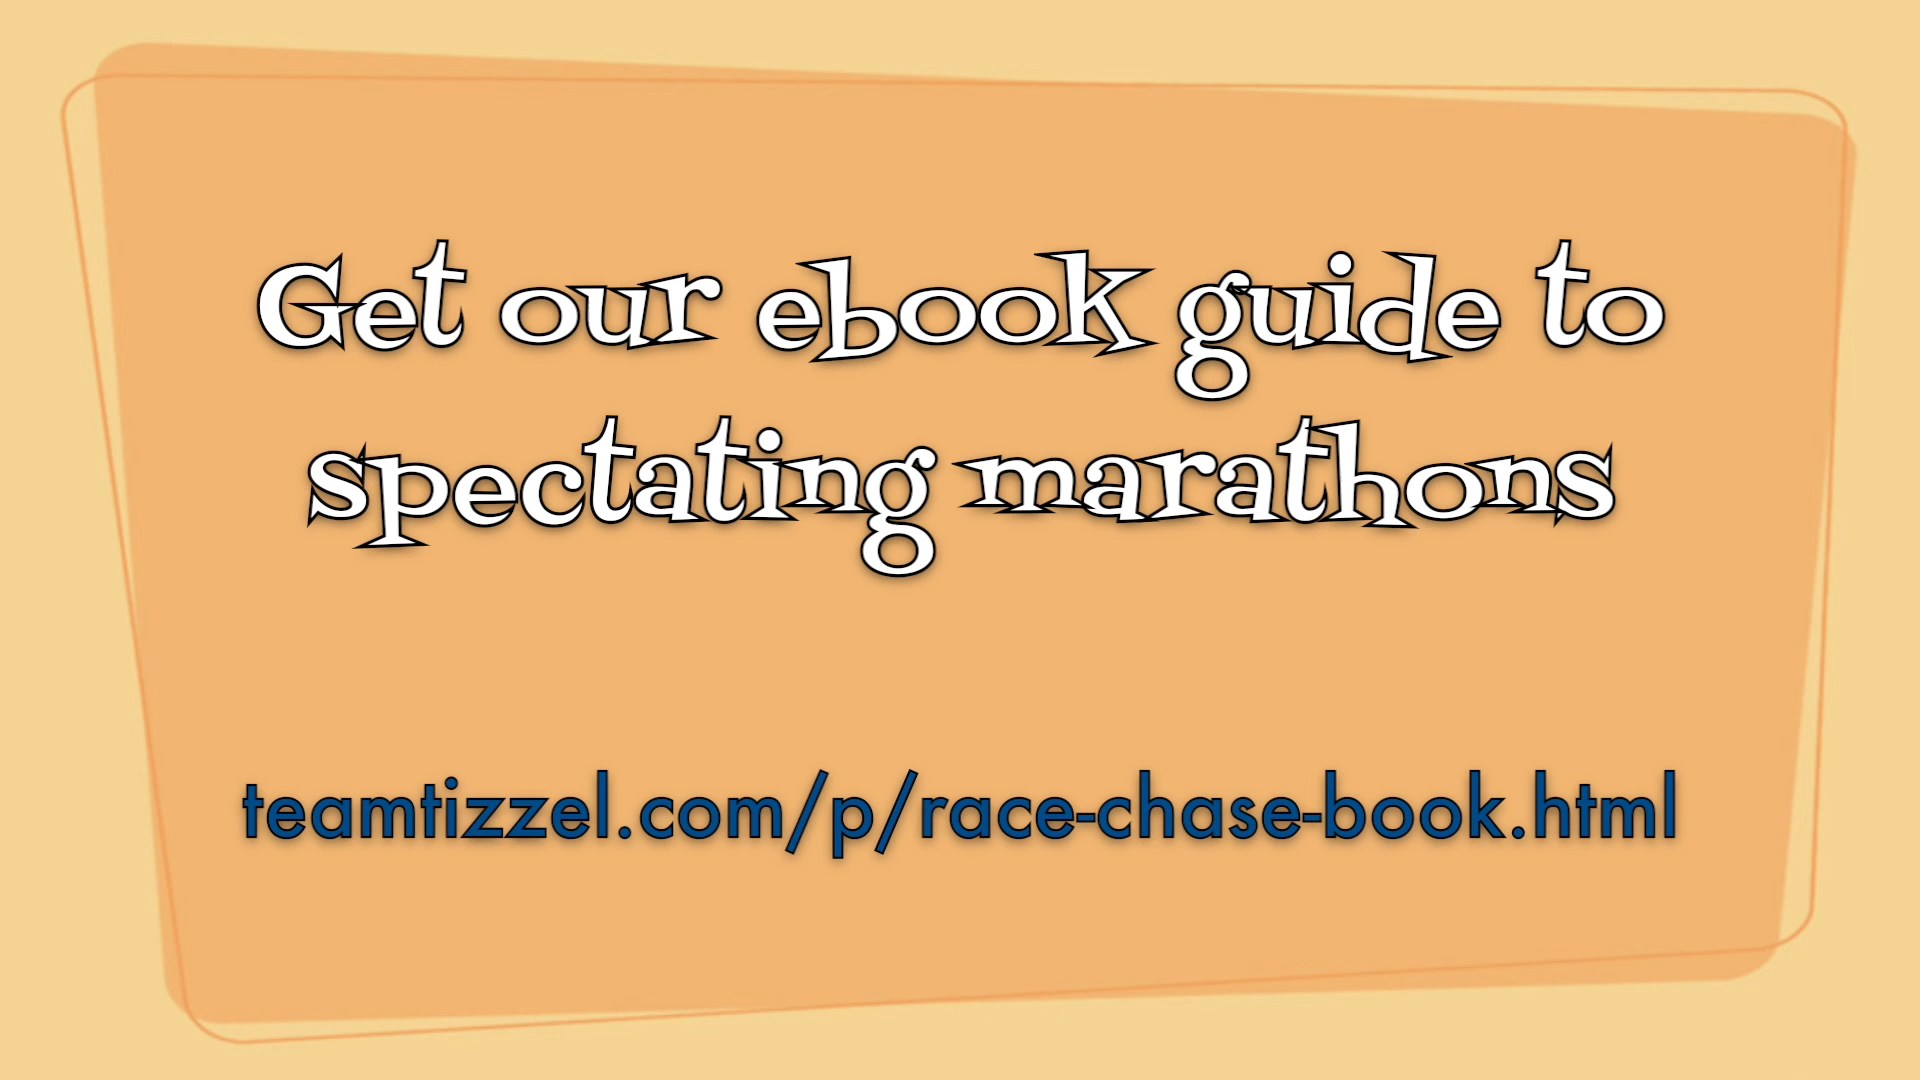 Get our ebook guide to
spectating marathons
teamtizzel.com/p/race-chase-book.html